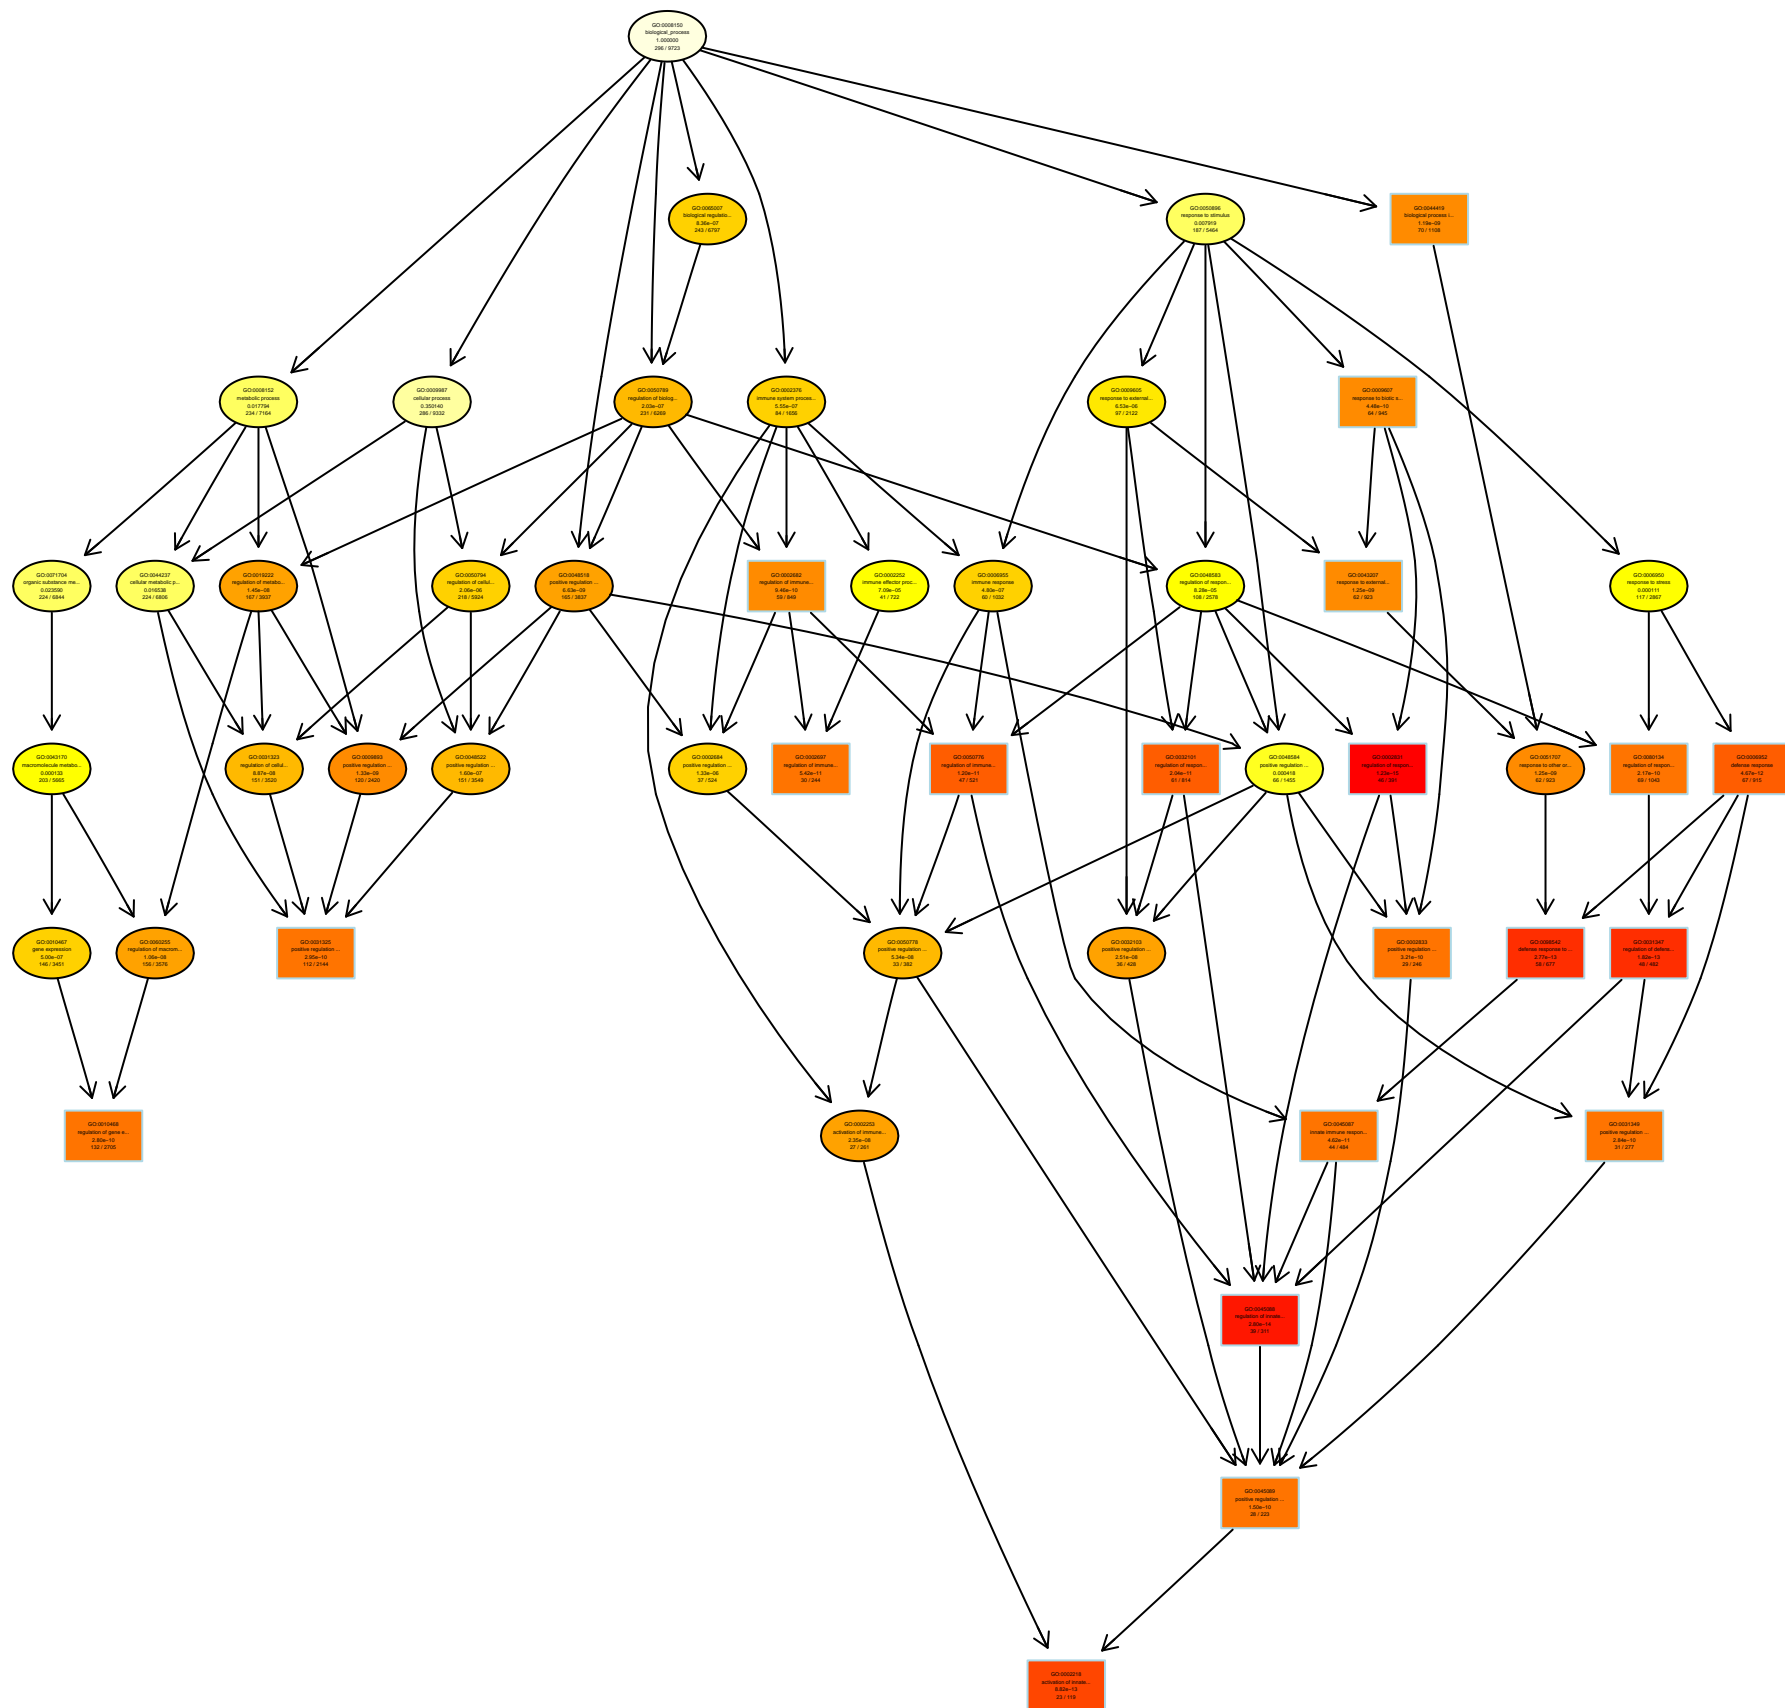 GO:0008150
biological_process
1.000000
296 / 9723
GO:0065007
biological regulatio...
8.36e−07
243 / 6797
GO:0050896
response to stimulus
0.007919
187 / 5464
GO:0044419
biological process i...
1.19e−09
70 / 1108
GO:0008152
metabolic process
0.017794
234 / 7164
GO:0009987
cellular process
0.350140
286 / 9332
GO:0050789
regulation of biolog...
2.03e−07
231 / 6269
GO:0002376
immune system proces...
5.55e−07
84 / 1656
GO:0009605
response to external...
6.53e−06
97 / 2122
GO:0009607
response to biotic s...
4.48e−10
64 / 945
GO:0071704
organic substance me...
0.023590
224 / 6844
GO:0044237
cellular metabolic p...
0.016536
224 / 6806
GO:0019222
regulation of metabo...
1.45e−08
167 / 3937
GO:0050794
regulation of cellul...
2.06e−06
218 / 5924
GO:0048518
positive regulation ...
6.63e−09
165 / 3837
GO:0002682
regulation of immune...
9.46e−10
59 / 849
GO:0002252
immune effector proc...
7.09e−05
41 / 722
GO:0006955
immune response
4.80e−07
60 / 1032
GO:0048583
regulation of respon...
8.28e−05
108 / 2578
GO:0043207
response to external...
1.25e−09
62 / 923
GO:0006950
response to stress
0.000111
117 / 2867
GO:0043170
macromolecule metabo...
0.000133
203 / 5665
GO:0031323
regulation of cellul...
8.87e−08
151 / 3520
GO:0009893
positive regulation ...
1.33e−09
120 / 2420
GO:0048522
positive regulation ...
1.60e−07
151 / 3549
GO:0002684
positive regulation ...
1.33e−06
37 / 524
GO:0002697
regulation of immune...
5.42e−11
30 / 244
GO:0050776
regulation of immune...
1.20e−11
47 / 521
GO:0032101
regulation of respon...
2.04e−11
61 / 814
GO:0048584
positive regulation ...
0.000418
66 / 1455
GO:0002831
regulation of respon...
GO:0051707
response to other or...
1.25e−09
62 / 923
GO:0080134
regulation of respon...
2.17e−10
69 / 1043
GO:0006952
defense response
4.67e−12
67 / 915
GO:0010467
gene expression
5.00e−07
146 / 3451
GO:0060255
regulation of macrom...
1.06e−08
156 / 3576
GO:0031325
positive regulation ...
2.95e−10
112 / 2144
GO:0050778
positive regulation ...
5.34e−08
33 / 382
GO:0032103
positive regulation ...
2.51e−08
36 / 428
GO:0002833
positive regulation ...
3.21e−10
29 / 246
GO:0098542
defense response to ...
2.77e−13
59 / 677
GO:0031347
regulation of defens...
1.82e−13
48 / 482
GO:0010468
regulation of gene e...
2.80e−10
132 / 2705
GO:0002253
activation of immune...
2.35e−08
27 / 261
GO:0045087
innate immune respon...
4.62e−11
44 / 484
GO:0031349
positive regulation ...
2.84e−10
31 / 277
GO:0045088
regulation of innate...
38 / 311
GO:0045089
positive regulation ...
1.50e−10
28 / 223
GO:0002218
activation of innate...
8.82e−13
23 / 119